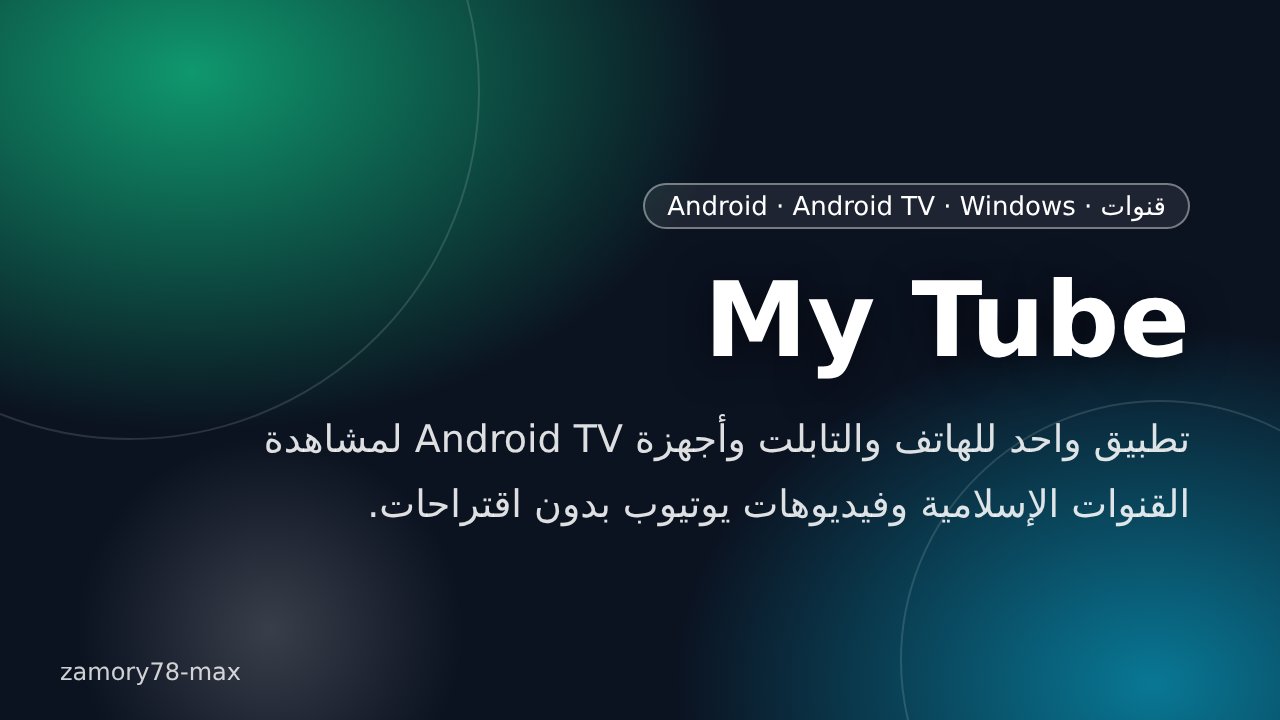 قنوات · Android · Android TV · Windows
My Tube
تطبيق واحد للهاتف والتابلت وأجهزة Android TV لمشاهدة
القنوات الإسلامية وفيديوهات يوتيوب بدون اقتراحات.
zamory78-max